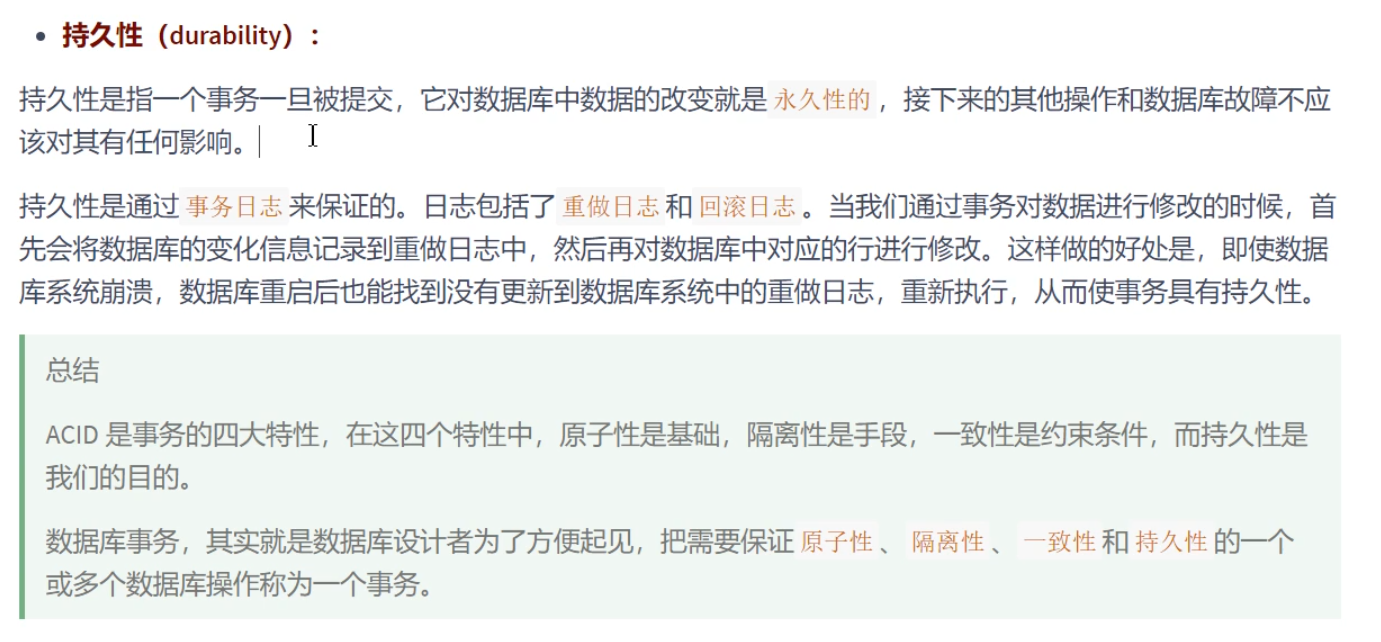 • 持久性（durability）：
持久性是指一个事务一旦被提交，它对数据库中数据的改变就是 永久性的 ，接下来的其他操作和数据库故障不应
该对其有任何影响。
持久性是通过 事务日志 来保证的。日志包括了 重做日志 和 回滚日志 。当我们通过事务对数据进行修改的时候，首
先会将数据库的变化信息记录到重做日志中，然后再对数据库中对应的行进行修改。这样做的好处是，即使数据
库系统崩溃，数据库重启后也能找到没有更新到数据库系统中的重做日志，重新执行，从而使事务具有持久性。
总结
ACID 是事务的四大特性，在这四个特性中，原子性是基础，隔离性是手段，一致性是约束条件，而持久性是
我们的目的。
数据库事务，其实就是数据库设计者为了方便起见，把需要保证 原子性 、 隔离性 、 一致性 和 持久性 的一个
或多个数据库操作称为一个事务。